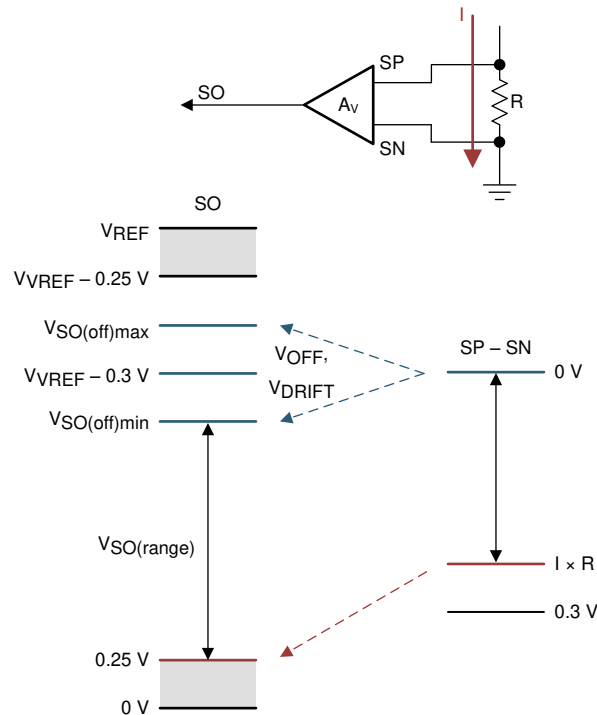 I
SP
SO
AV
R
SN
SO
VREF
VVREF – 0.25 V
VSO(off)max
VOFF,
SP – SN
VVREF – 0.3 V
0 V
VDRIFT
VSO(off)min
VSO(range)
I × R
0.3 V
0.25 V
0 V